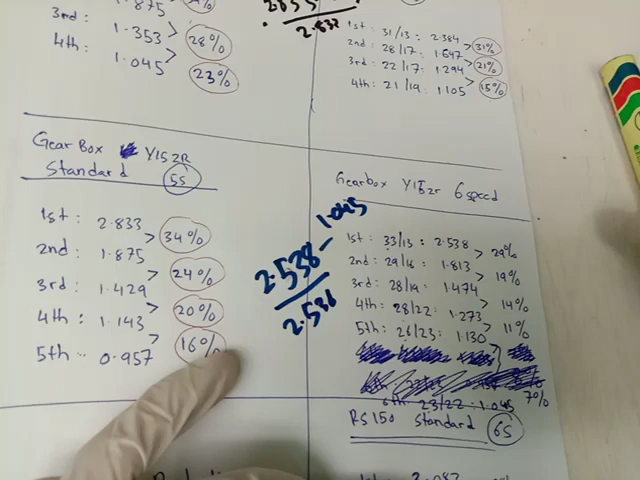 1.875
3rd:
1.353 > 28%
4th:
1.045 > 23%
2.832
1st: 31/13 : 2.384
2nd: 28/17 : 1.647 > 31%
3rd: 22/17 : 1.294 > 21%
4th: 21/19 : 1.105 > 15%
Gear Box Y152R
Standard 5S
1st: 2.833
2nd: 1.875 > 34%
3rd: 1.429 > 24%
4th: 1.143 > 20%
5th - 0.957 > 16%
2.538 - 1.045
2.538
Gearbox Y152r 6 speed
1st: 33/13 : 2.538
2nd: 29/16 : 1.813 > 29%
3rd: 28/19 : 1.474 > 19%
4th: 28/22 : 1.273 > 14%
5th: 26/23 : 1.130 > 11%
6th 23/22 : 1.045 7%
RS150 Standard 6S